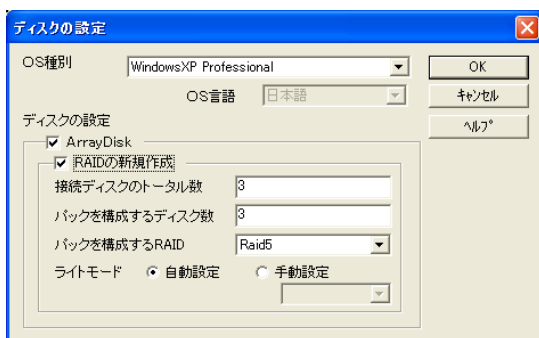 ディスクの設定
OS種別 WindowsXP Professional OK
OS言語 日本語 キャンセル
ディスクの設定 ヘルプ
ArrayDisk
RAIDの新規作成
接続ディスクのトータル数 3
パックを構成するディスク数 3
パックを構成するRAID Raid5
ライトモード 自動設定 手動設定